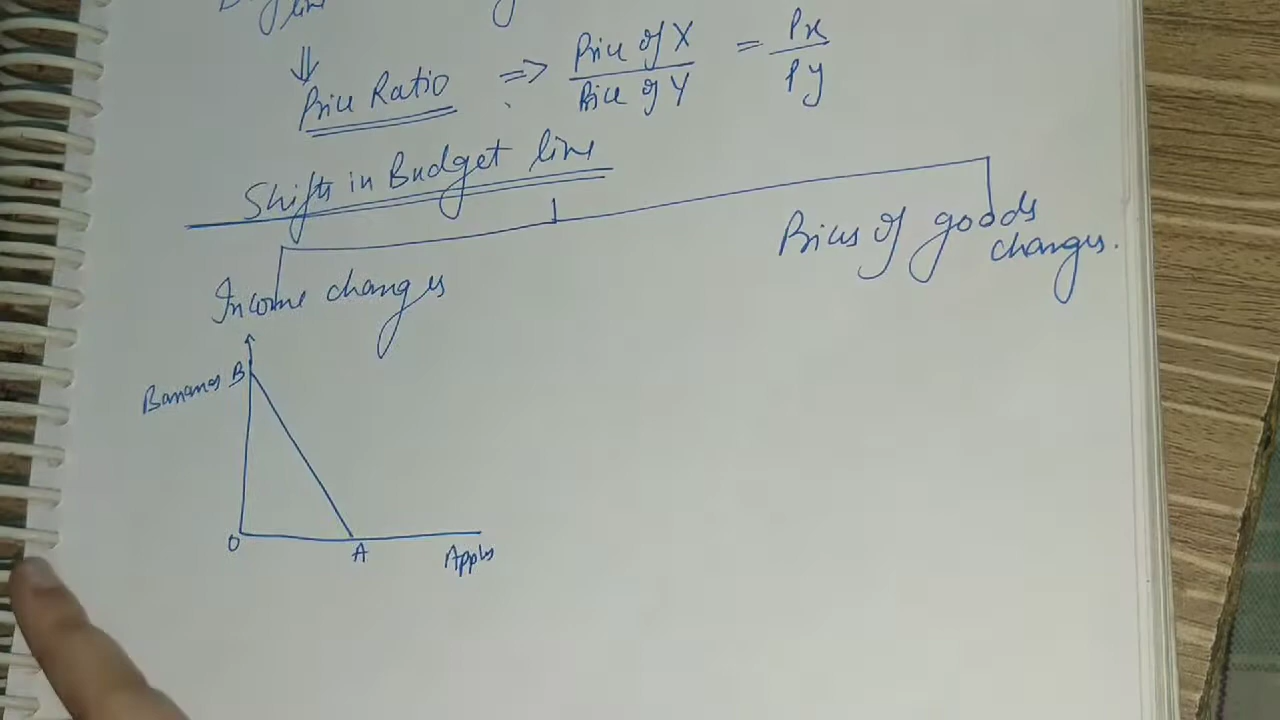 line
⇓
Price Ratio => Price of X / Price of Y = Px / Py
Shifts in Budget line
Income changes
Prices of goods
changes.
Bananas B
O A Apples